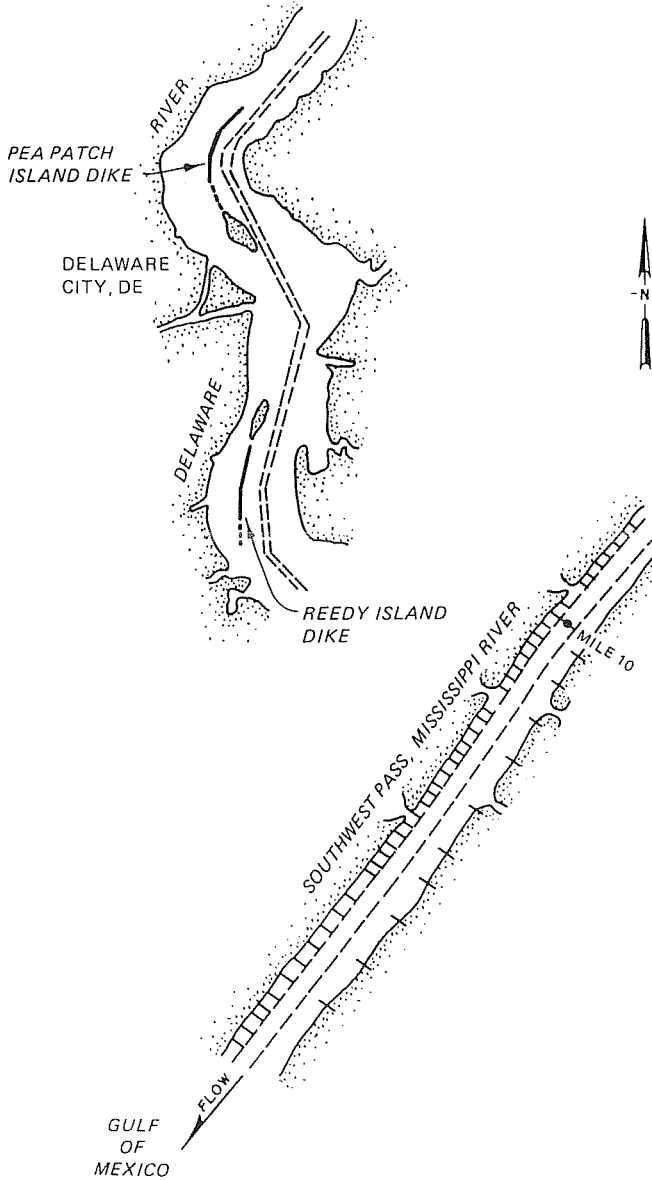 RIVER
PEA PATCH
ISLAND DIKE
DELAWARE
CITY, DE
-N
DELAWARE
REEDY ISLAND
DIKE
SOUTHWEST PASS, MISSISSIPPI RIVER
MILE 10
FLOW
GULF
OF
MEXICO